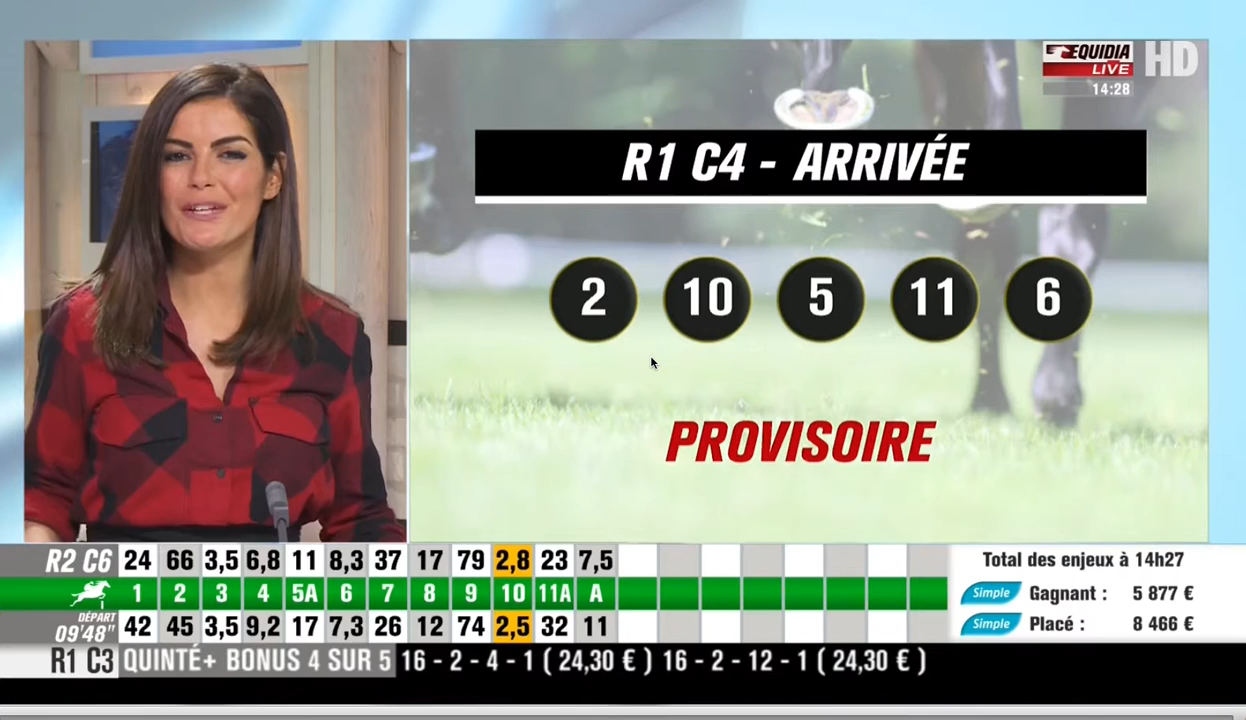 EQUIDIA HD
LIVE
14:28
R1 C4 - ARRIVÉE
2 10 5 11 6
PROVISOIRE
R2 C6 24 66 3,5 6,8 11 8,3 37 17 79 2,8 23 7,5
1 2 3 4 5A 6 7 8 9 10 11A A
DÉPART
09'48" 42 45 3,5 9,2 17 7,3 26 12 74 2,5 32 11
Total des enjeux à 14h27
Simple Gagnant : 5 877 €
Simple Placé : 8 466 €
R1 C3 QUINTÉ+ BONUS 4 SUR 5 16 - 2 - 4 - 1 ( 24,30 € ) 16 - 2 - 12 - 1 ( 24,30 € )